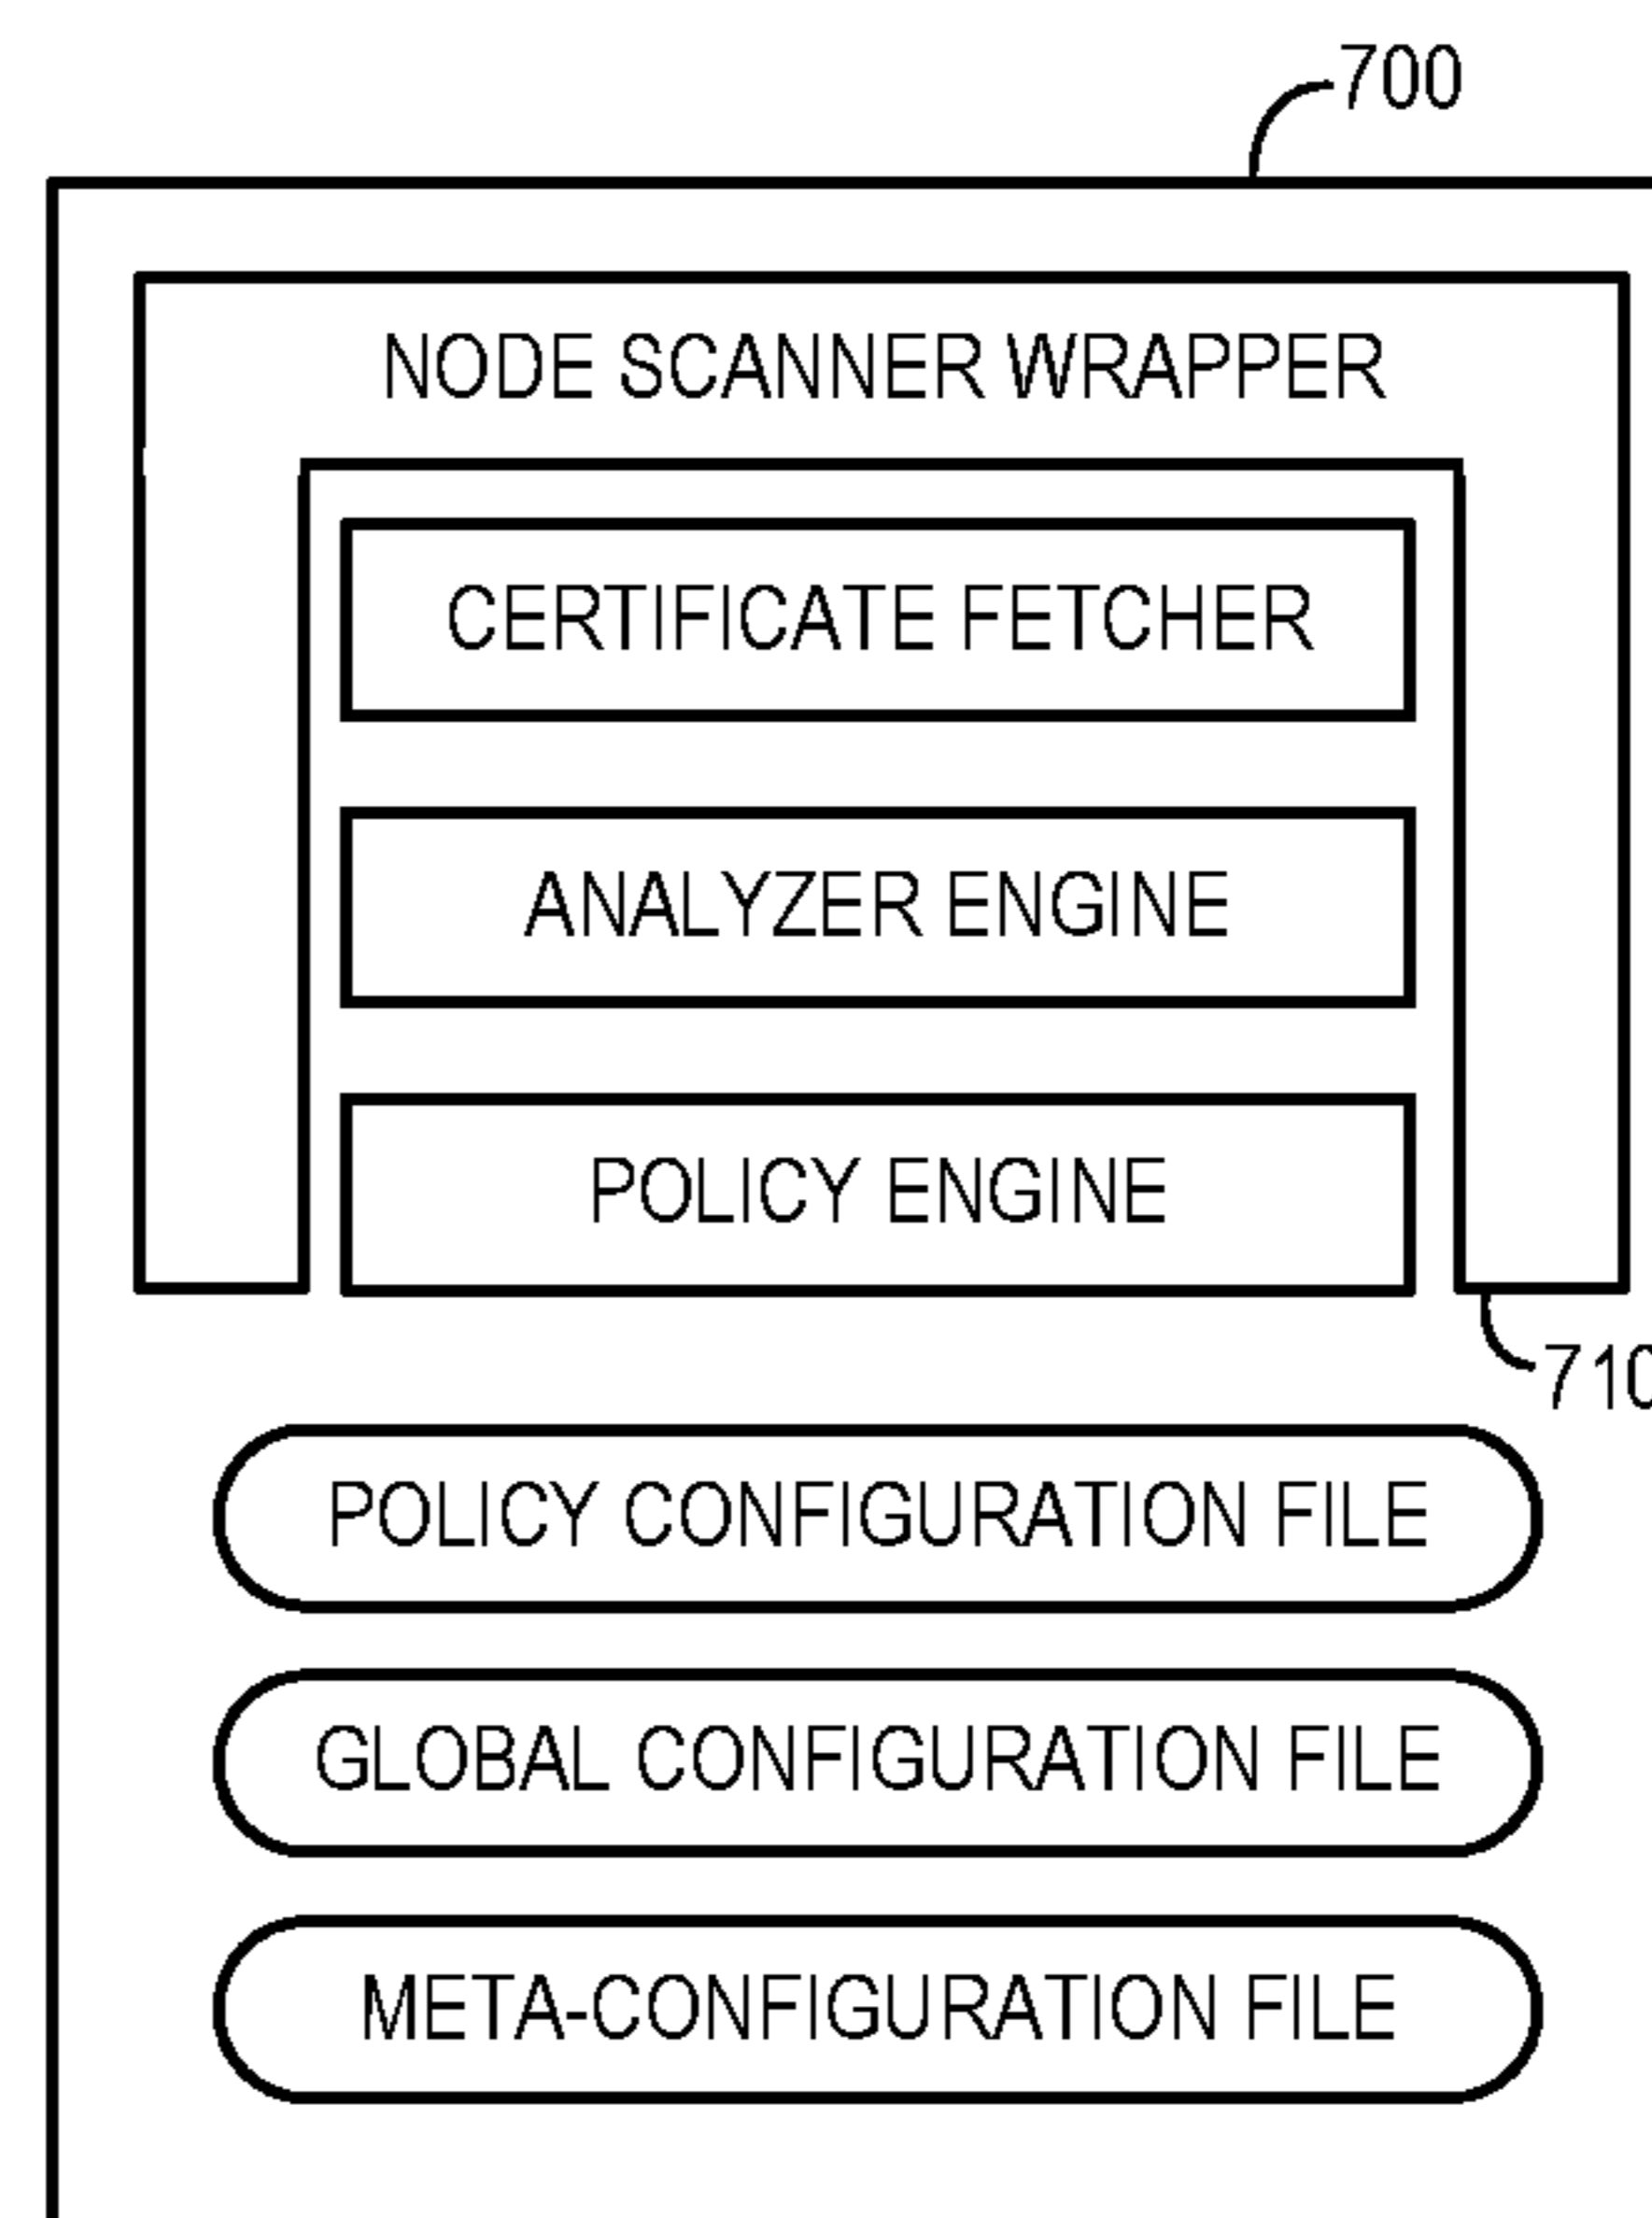 700
NODE SCANNER WRAPPER
CERTIFICATE FETCHER
ANALYZER ENGINE
POLICY ENGINE
710
POLICY CONFIGURATION FILE
GLOBAL CONFIGURATION FILE
META-CONFIGURATION FILE